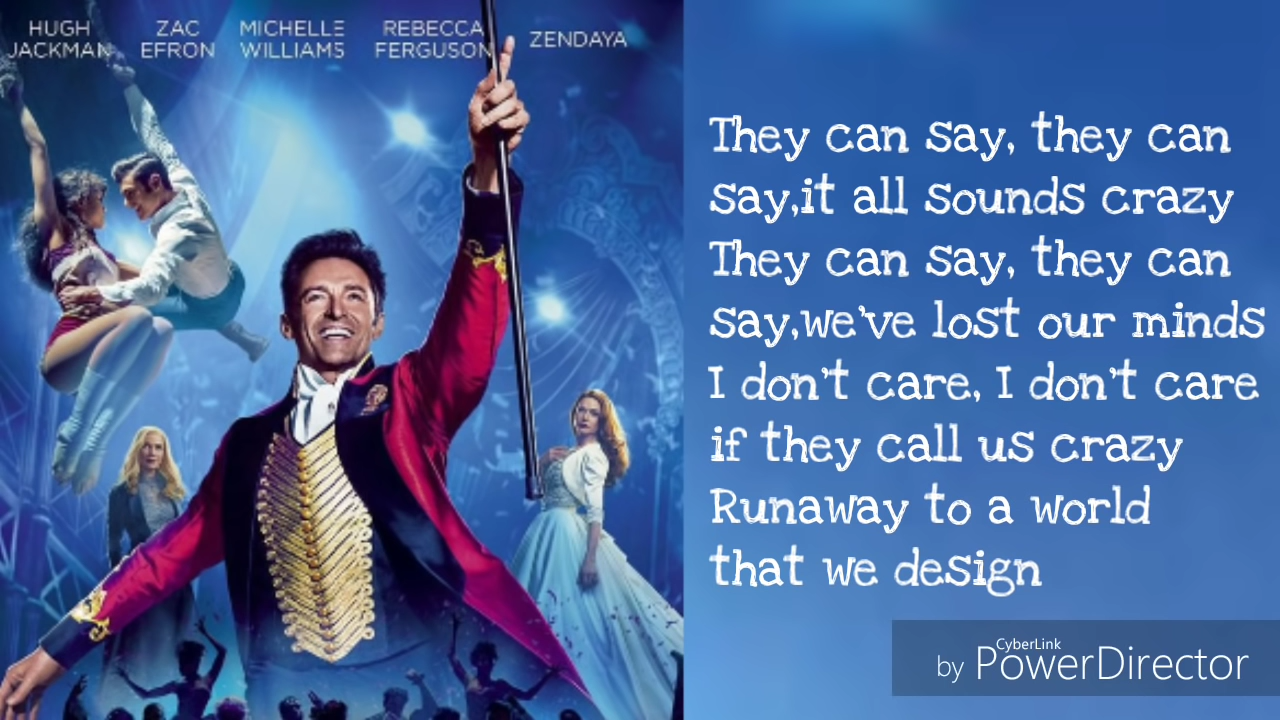 HUGH
JACKMAN
ZAC
EFRON
MICHELLE
WILLIAMS
REBECCA
FERGUSON
ZENDAYA
They can say, they can
say,it all sounds crazy
They can say, they can
say,we've lost our minds
I don't care, I don't care
if they call us crazy
Runaway to a world
that we design
by CyberLink PowerDirector